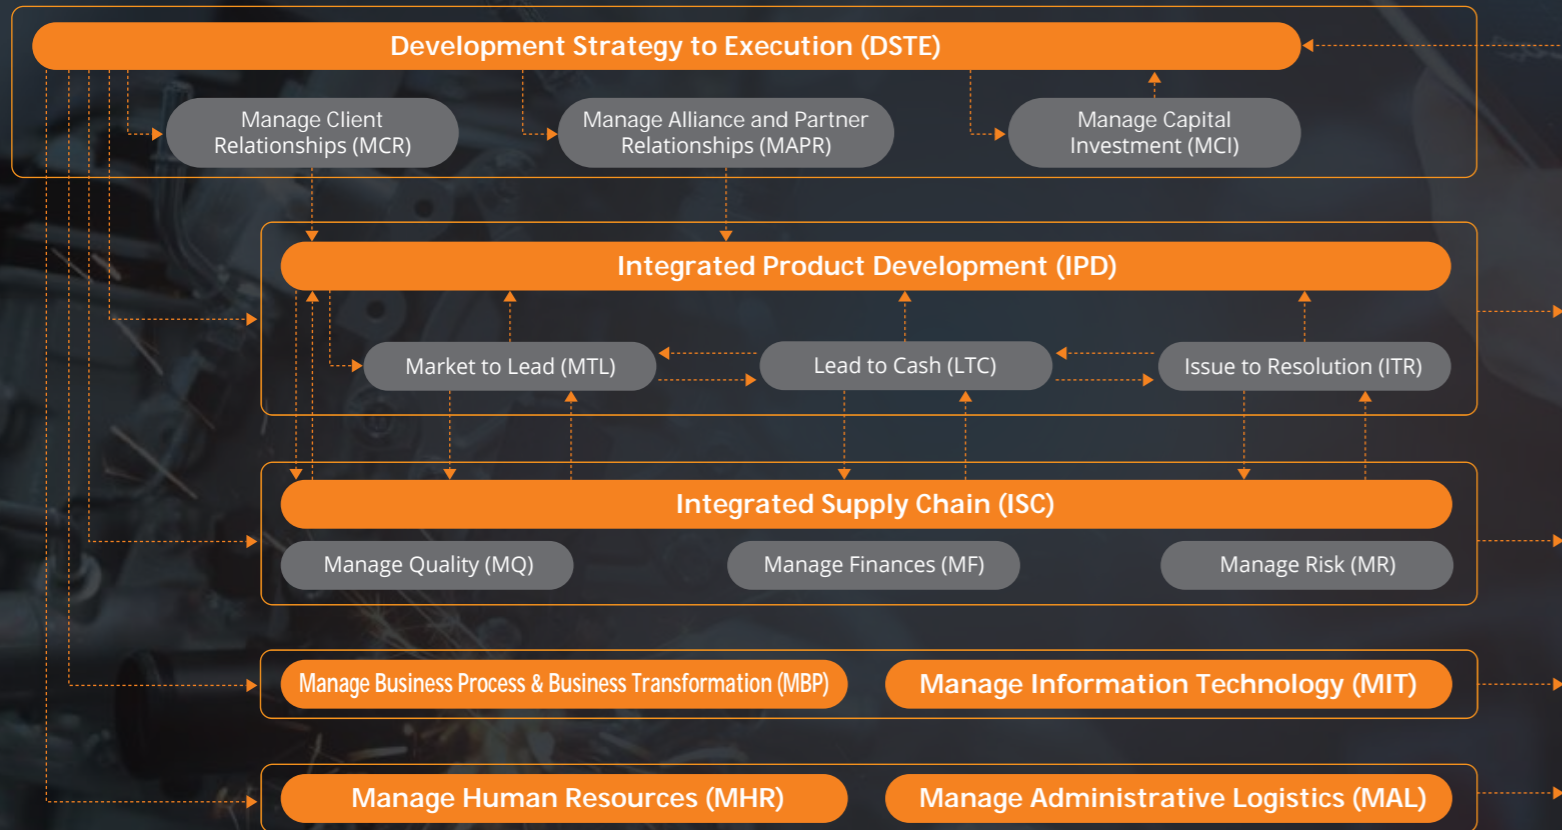 Development Strategy to Execution (DSTE)
Manage Client
Relationships (MCR)
Manage Alliance and Partner
Relationships (MAPR)
Manage Capital
Investment (MCI)
Integrated Product Development (IPD)
Market to Lead (MTL)
Lead to Cash (LTC)
Issue to Resolution (ITR)
Integrated Supply Chain (ISC)
Manage Quality (MQ)
Manage Finances (MF)
Manage Risk (MR)
Manage Business Process & Business Transformation (MBP)
Manage Information Technology (MIT)
Manage Human Resources (MHR)
Manage Administrative Logistics (MAL)